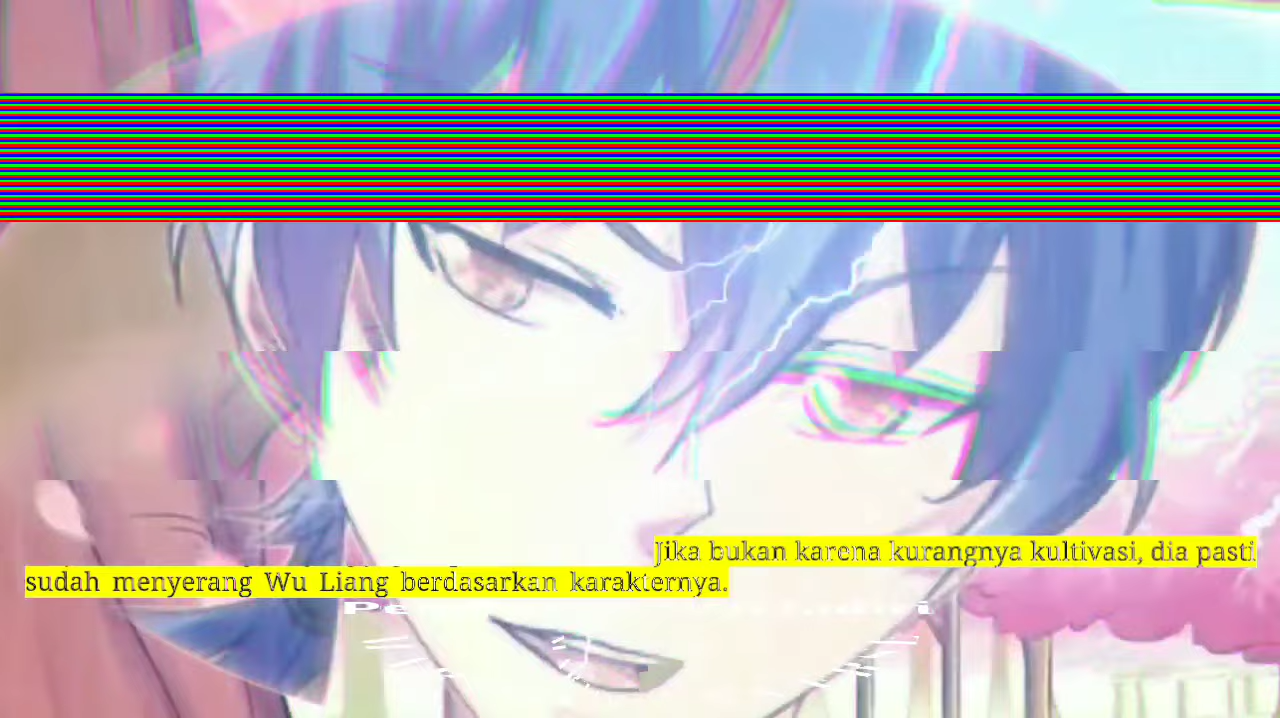 Jika bukan karena kurangnya kultivasi, dia pasti
sudah menyerang Wu Liang berdasarkan karakternya.